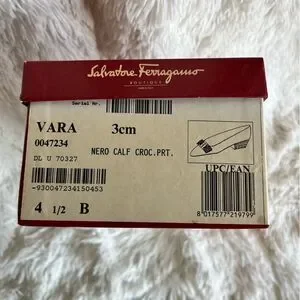 Salvatore Ferragamo
BOUTIQUE
Serial Nr.
VARA 3cm
0047234
NERO CALF CROC.PRT.
DL U 70327
-930047234150453
UPC/EAN
8 017577 219799
4 1/2 B